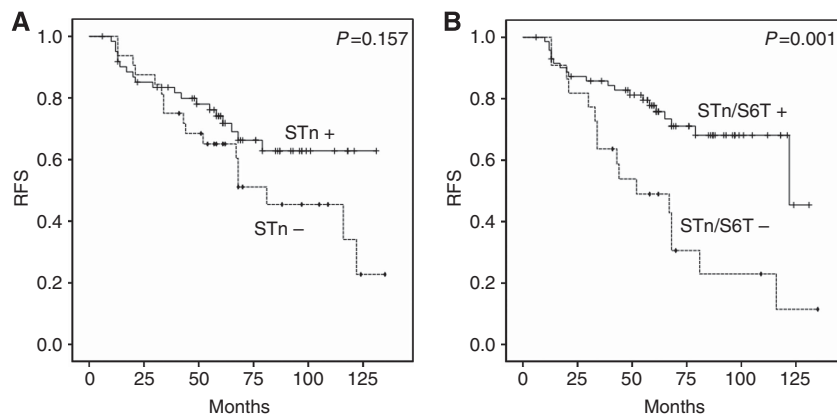 A
P=0.157
1.0
0.8
0.6
0.4
0.2
0.0
RFS
STn +
STn –
0 25 50 75 100 125
Months
B
P=0.001
1.0
0.8
0.6
0.4
0.2
0.0
RFS
STn/S6T +
STn/S6T –
0 25 50 75 100 125
Months